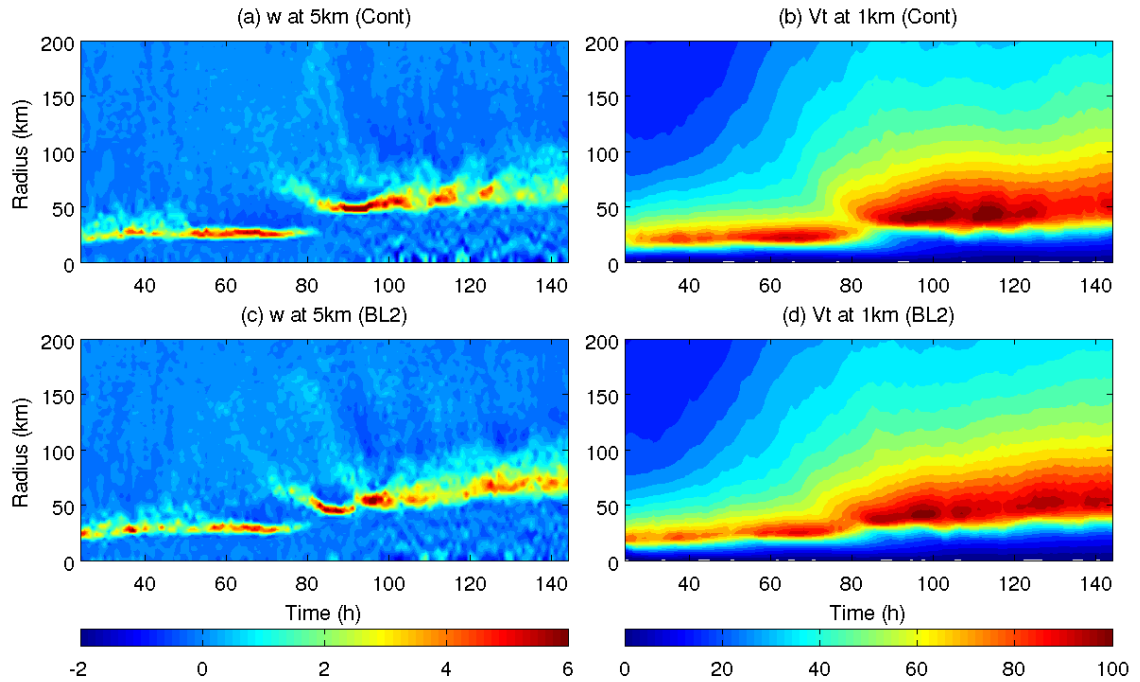 (a) w at 5km (Cont)
(b) Vt at 1km (Cont)
Radius (km)
200
150
100
50
0
40 60 80 100 120 140
200
150
100
50
0
40 60 80 100 120 140
(c) w at 5km (BL2)
(d) Vt at 1km (BL2)
Radius (km)
200
150
100
50
0
40 60 80 100 120 140
Time (h)
200
150
100
50
0
40 60 80 100 120 140
Time (h)
-2 0 2 4 6
0 20 40 60 80 100